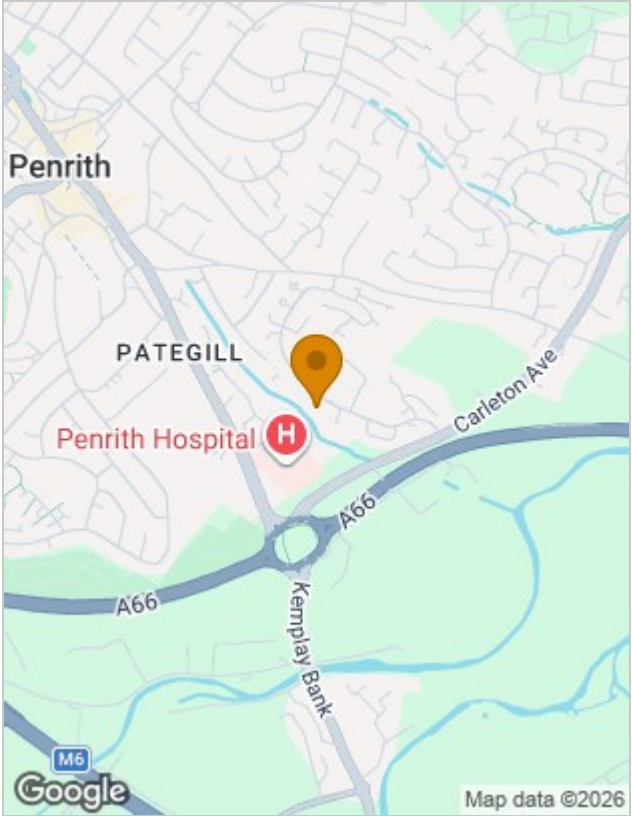 Penrith
PATEGILL
Carleton Ave
Penrith Hospital
H
A66
A66
Kemplay Bank
M6
Google
Map data ©2026